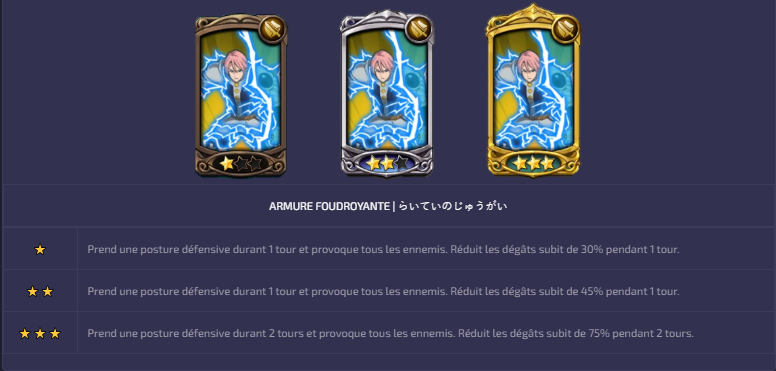 ARMURE FOUDROYANTE | らいていのじゅうがい
Prend une posture défensive durant 1 tour et provoque tous les ennemis. Réduit les dégâts subit de 30% pendant 1 tour.
Prend une posture défensive durant 1 tour et provoque tous les ennemis. Réduit les dégâts subit de 45% pendant 1 tour.
Prend une posture défensive durant 2 tours et provoque tous les ennemis. Réduit les dégâts subit de 75% pendant 2 tours.